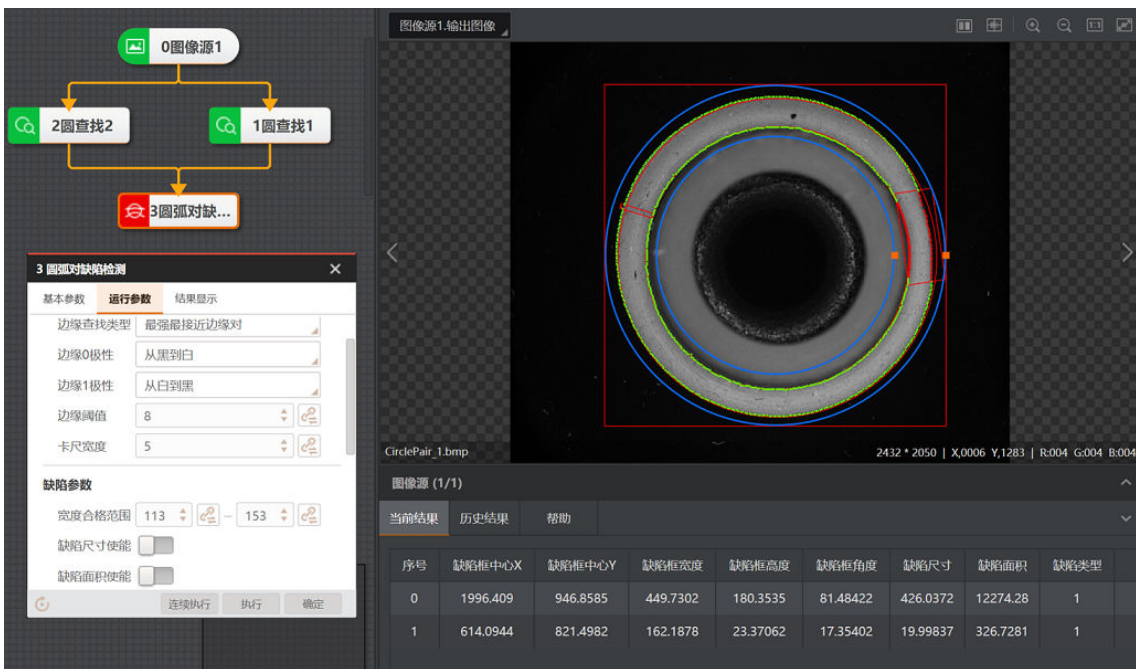 0图像源1
2圆查找2
1圆查找1
3圆弧对缺...
3 圆弧对缺陷检测
基本参数 运行参数 结果显示
边缘查找类型 最强最接近边缘对
边缘0极性 从黑到白
边缘1极性 从白到黑
边缘阈值 8
卡尺宽度 5
缺陷参数
宽度合格范围 113 – 153
缺陷尺寸使能
缺陷面积使能
连续执行 执行 确定
图像源1.输出图像
1:1
CirclePair_1.bmp 2432 * 2050 | X,0006 Y,1283 | R:004 G:004 B:004
图像源 (1/1)
当前结果 历史结果 帮助
序号 缺陷框中心X 缺陷框中心Y 缺陷框宽度 缺陷框高度 缺陷框角度 缺陷尺寸 缺陷面积 缺陷类型
0 1996.409 946.8585 449.7302 180.3535 81.48422 426.0372 12274.28 1
1 614.0944 821.4982 162.1878 23.37062 17.35402 19.99837 326.7281 1